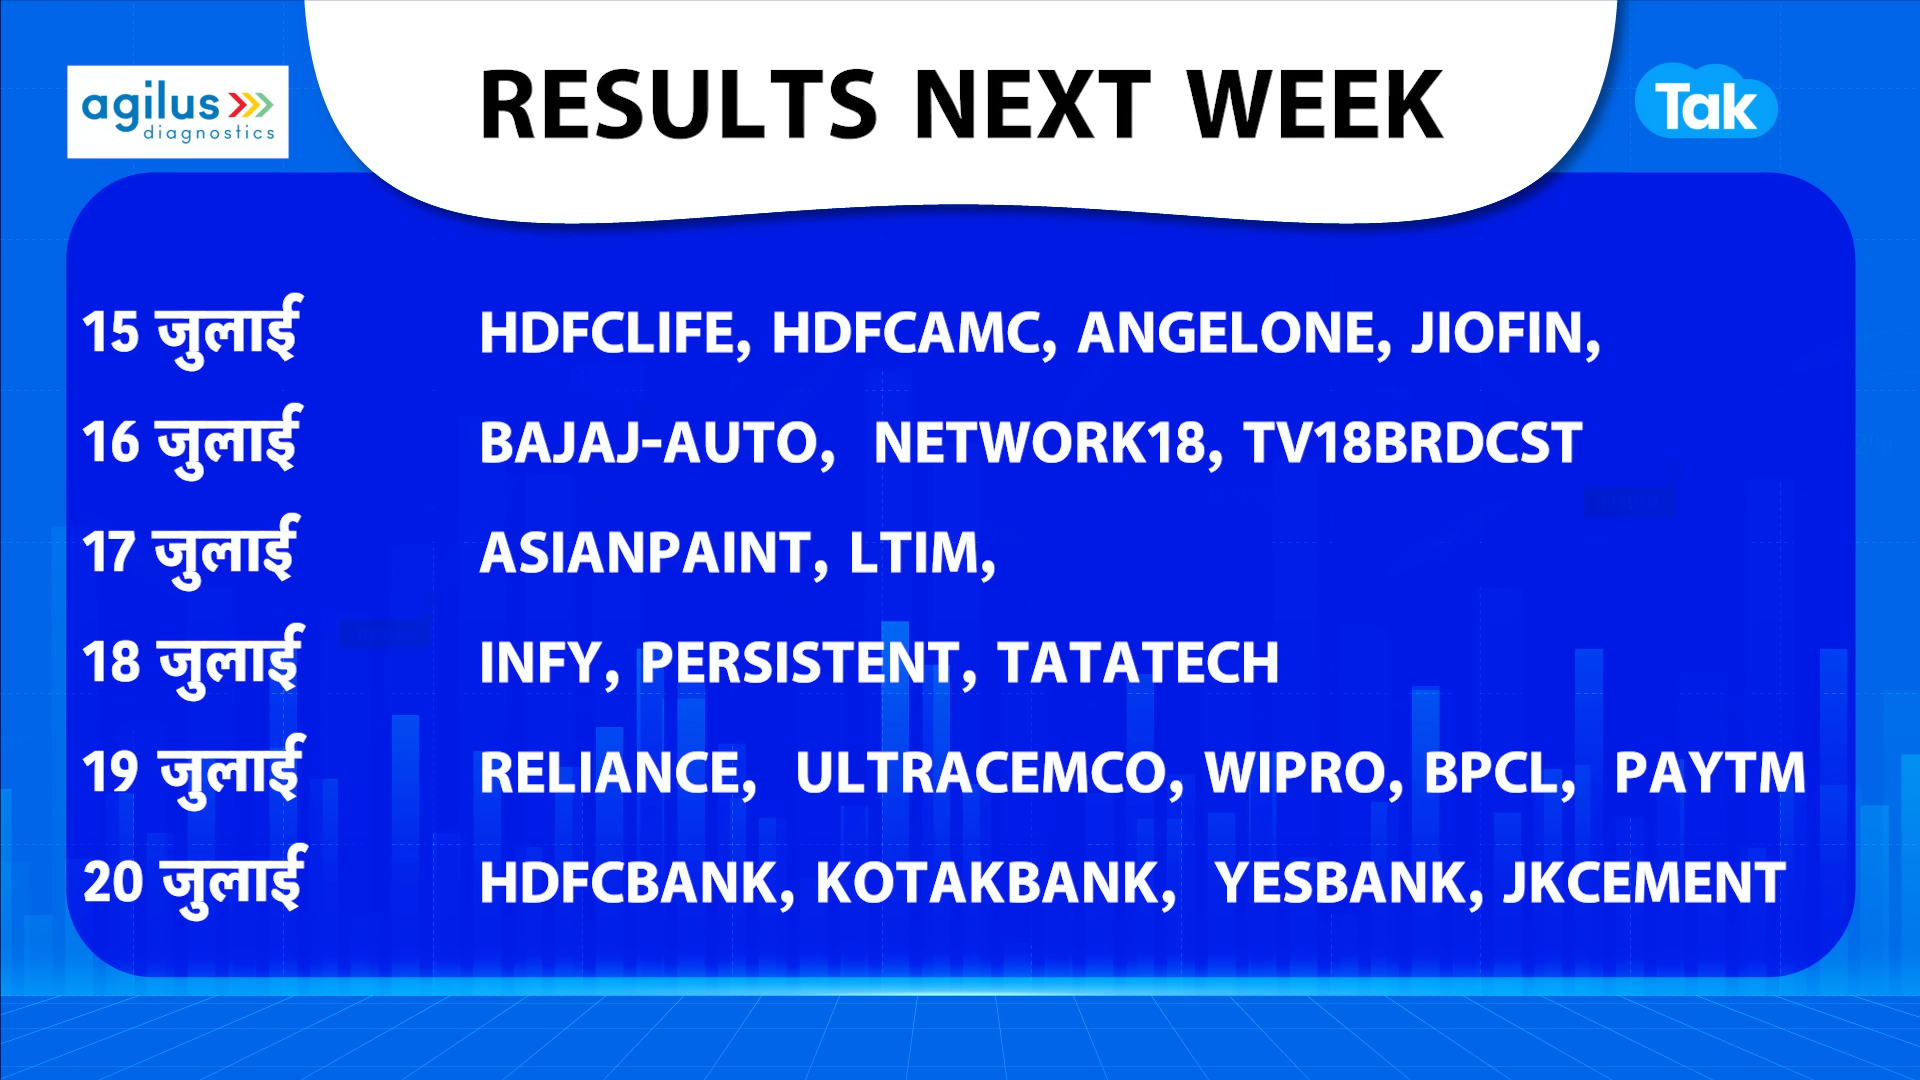 RESULTS NEXT WEEK
agilus
diagnostics
Tak
15 जुलाई HDFCLIFE, HDFCAMC, ANGELONE, JIOFIN,
16 जुलाई BAJAJ-AUTO, NETWORK18, TV18BRDCST
17 जुलाई ASIANPAINT, LTIM,
18 जुलाई INFY, PERSISTENT, TATATECH
19 जुलाई RELIANCE, ULTRACEMCO, WIPRO, BPCL, PAYTM
20 जुलाई HDFCBANK, KOTAKBANK, YESBANK, JKCEMENT